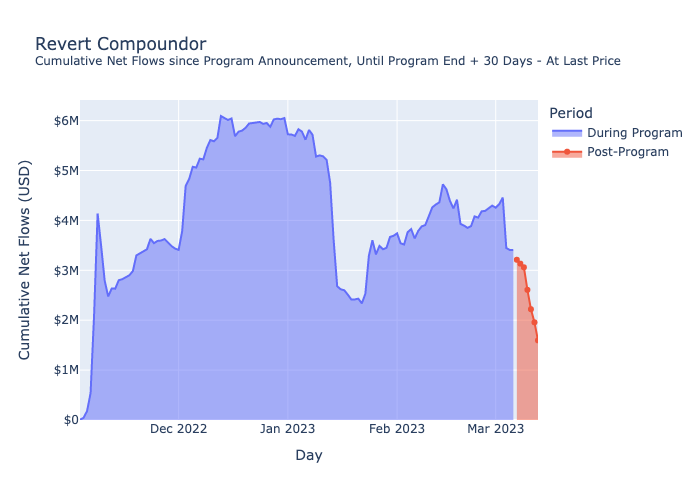 Revert Compoundor
Cumulative Net Flows since Program Announcement, Until Program End + 30 Days - At Last Price
Period
During Program
Post-Program
Cumulative Net Flows (USD)
$6M
$5M
$4M
$3M
$2M
$1M
$0
Dec 2022
Jan 2023
Feb 2023
Mar 2023
Day